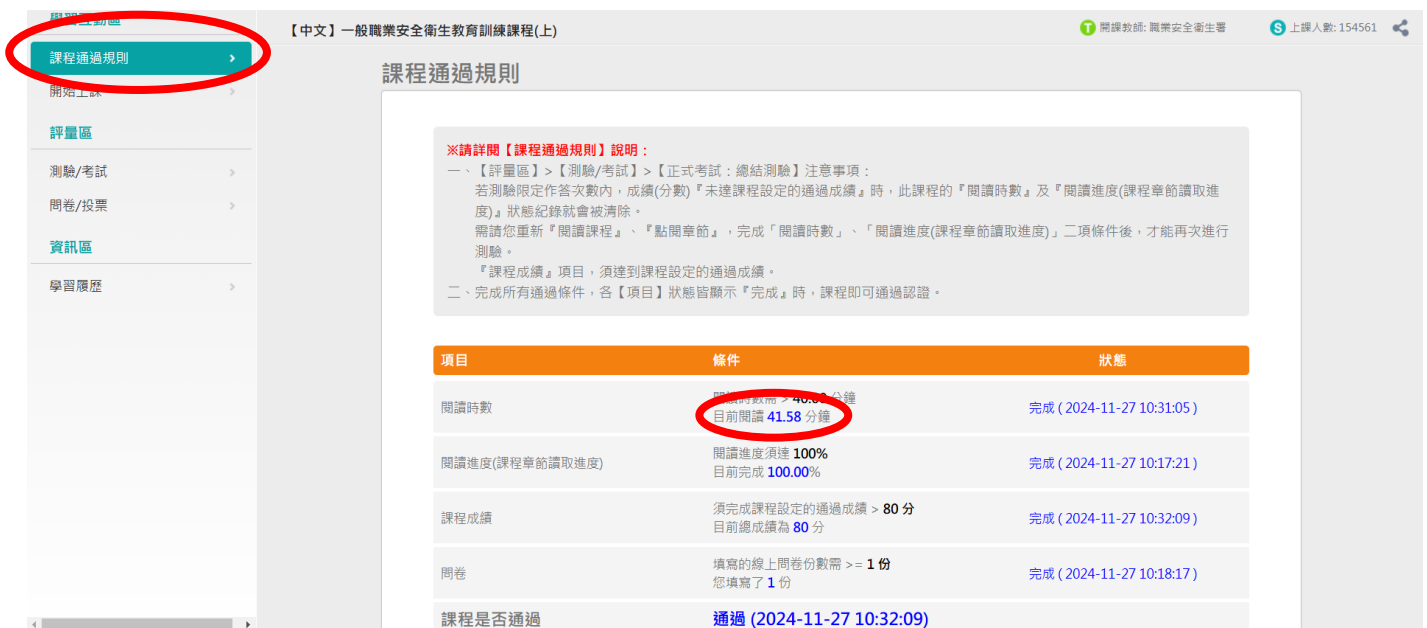 學習互動區
課程通過規則
開始上課
評量區
測驗/考試
問卷/投票
資訊區
學習履歷
【中文】一般職業安全衛生教育訓練課程(上)
T 開課教師: 職業安全衛生署
S 上課人數: 154561
課程通過規則
※請詳閱【課程通過規則】說明：
一、【評量區】>【測驗/考試】>【正式考試：總結測驗】注意事項：
若測驗限定作答次數內，成績(分數)『未達課程設定的通過成績』時，此課程的『閱讀時數』及『閱讀進度(課程章節讀取進
度)』狀態紀錄就會被清除。
需請您重新『閱讀課程』、『點閱章節』，完成「閱讀時數」、「閱讀進度(課程章節讀取進度)」二項條件後，才能再次進行
測驗。
『課程成績』項目，須達到課程設定的通過成績。
二、完成所有通過條件，各【項目】狀態皆顯示『完成』時，課程即可通過認證。
項目 條件 狀態
閱讀時數
閱讀時數需 > 40.00 分鐘
目前閱讀 41.58 分鐘
完成 ( 2024-11-27 10:31:05 )
閱讀進度(課程章節讀取進度)
閱讀進度須達 100%
目前完成 100.00%
完成 ( 2024-11-27 10:17:21 )
課程成績
須完成課程設定的通過成績 > 80 分
目前總成績為 80 分
完成 ( 2024-11-27 10:32:09 )
問卷
填寫的線上問卷份數需 >= 1 份
您填寫了 1 份
完成 ( 2024-11-27 10:18:17 )
課程是否通過 通過 (2024-11-27 10:32:09)